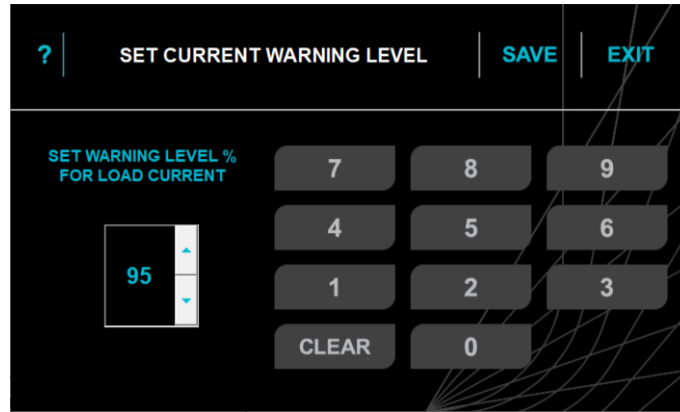 ?
SET CURRENT WARNING LEVEL
SAVE
EXIT
SET WARNING LEVEL %
FOR LOAD CURRENT
95
7
8
9
4
5
6
1
2
3
CLEAR
0